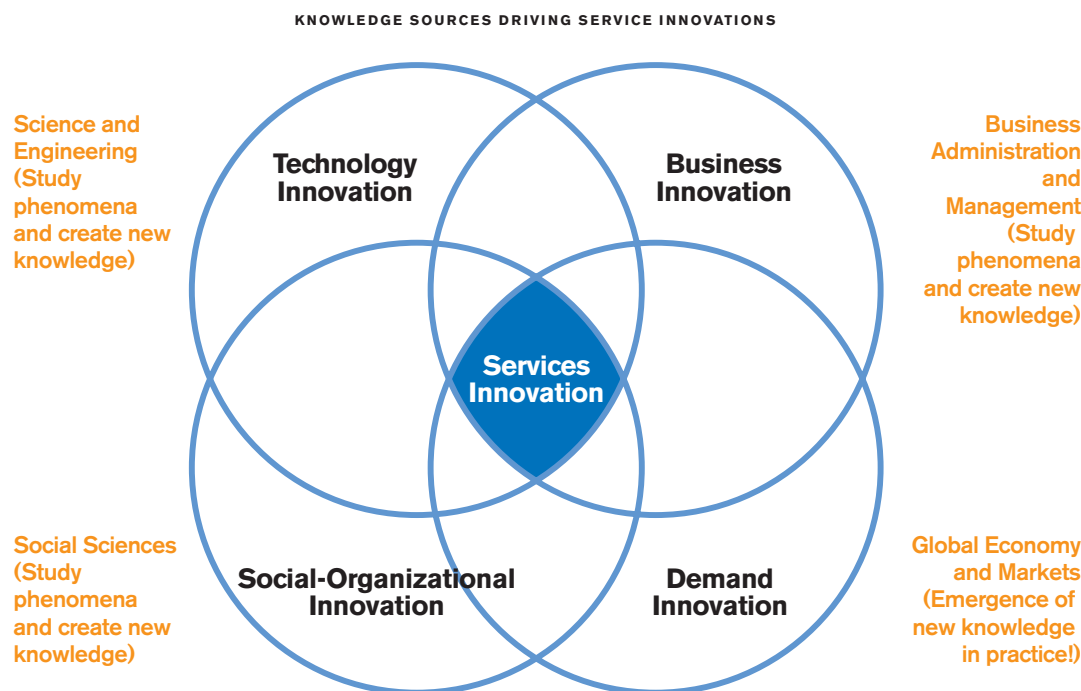 KNOWLEDGE SOURCES DRIVING SERVICE INNOVATIONS
Science and
Engineering
(Study
phenomena
and create new
knowledge)
Technology
Innovation
Business
Innovation
Business
Administration
and
Management
(Study
phenomena
and create new
knowledge)
Services
Innovation
Social Sciences
(Study
phenomena
and create new
knowledge)
Social-Organizational
Innovation
Demand
Innovation
Global Economy
and Markets
(Emergence of
new knowledge
in practice!)